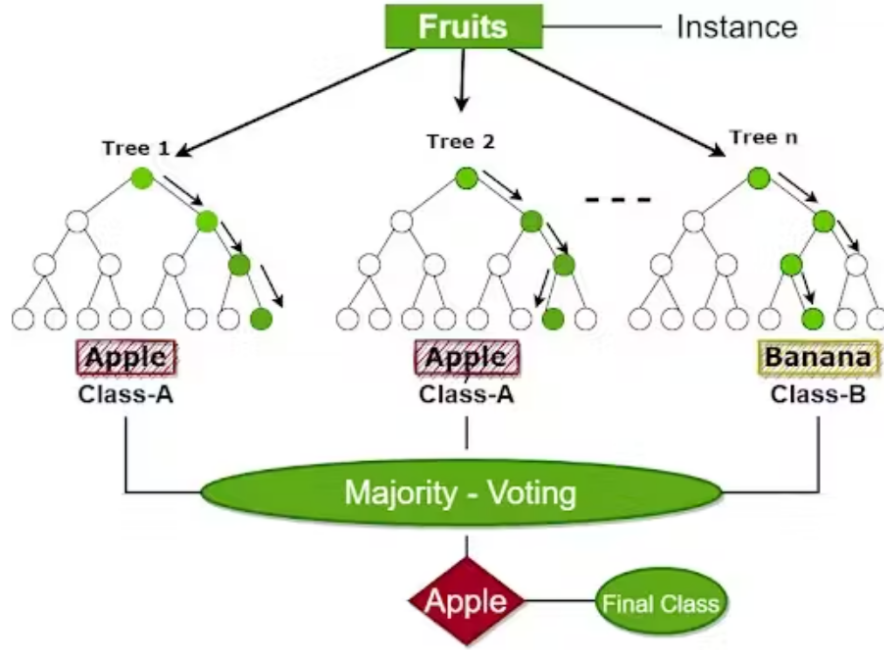 Fruits
Instance
Tree 1
Tree 2
Tree n
Apple
Class-A
Apple
Class-A
Banana
Class-B
Majority - Voting
Apple
Final Class